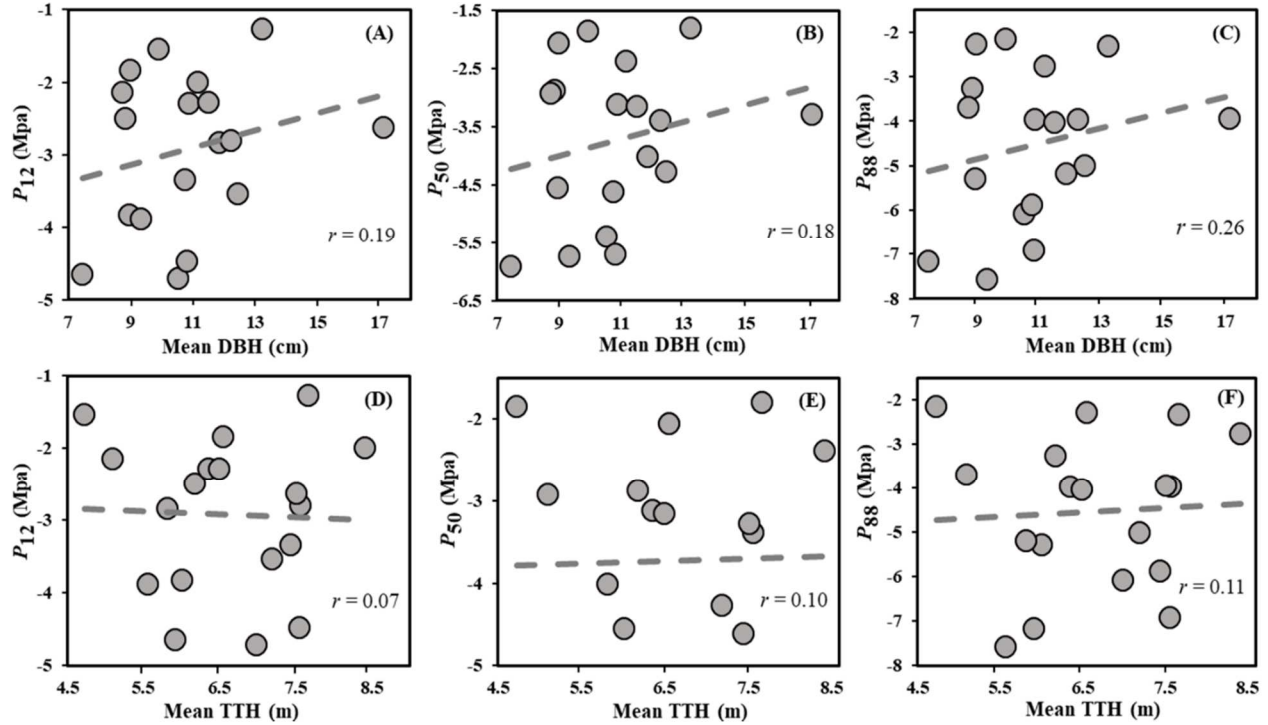 -1
-2
-3
-4
-5
P12 (Mpa)
(A)
r = 0.19
7 9 11 13 15 17
Mean DBH (cm)
-1.5
-2.5
-3.5
-4.5
-5.5
-6.5
P50 (Mpa)
(B)
r = 0.18
7 9 11 13 15 17
Mean DBH (cm)
-2
-3
-4
-5
-6
-7
-8
P88 (Mpa)
(C)
r = 0.26
7 9 11 13 15 17
Mean DBH (cm)
-1
-2
-3
-4
-5
P12 (Mpa)
(D)
r = 0.07
4.5 5.5 6.5 7.5 8.5
Mean TTH (m)
-2
-3
-4
-5
P50 (Mpa)
(E)
r = 0.10
4.5 5.5 6.5 7.5 8.5
Mean TTH (m)
-2
-3
-4
-5
-6
-7
-8
P88 (Mpa)
(F)
r = 0.11
4.5 5.5 6.5 7.5 8.5
Mean TTH (m)